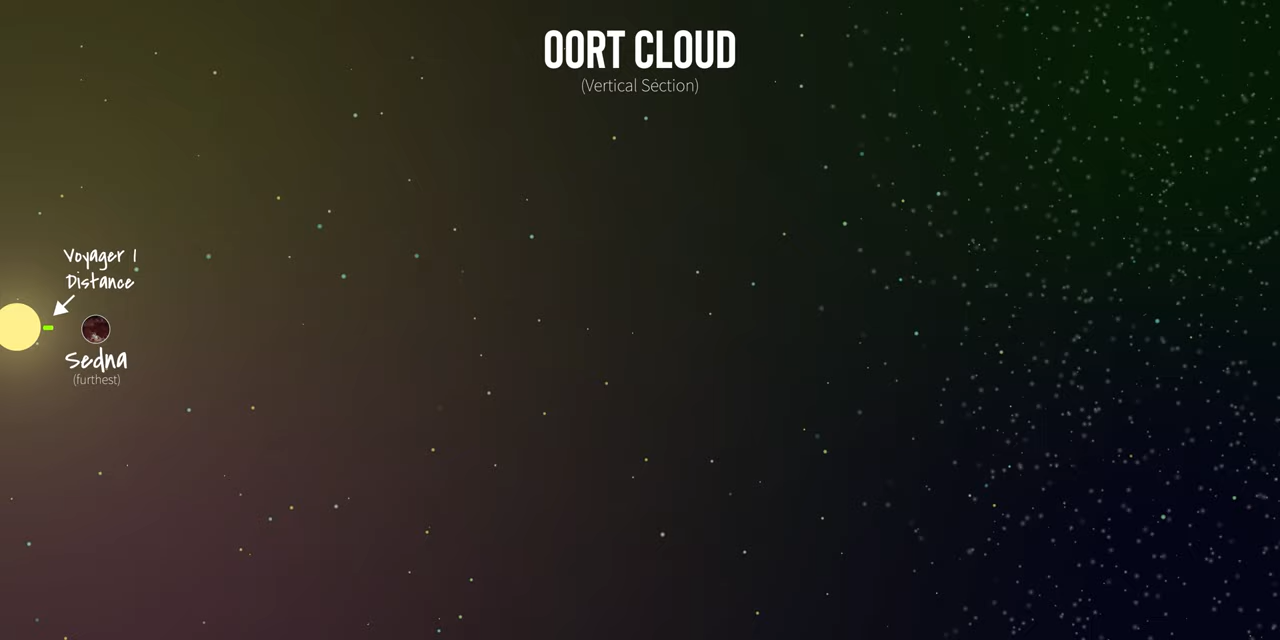 OORT CLOUD
(Vertical Section)
Voyager 1
Distance
Sedna
(furthest)